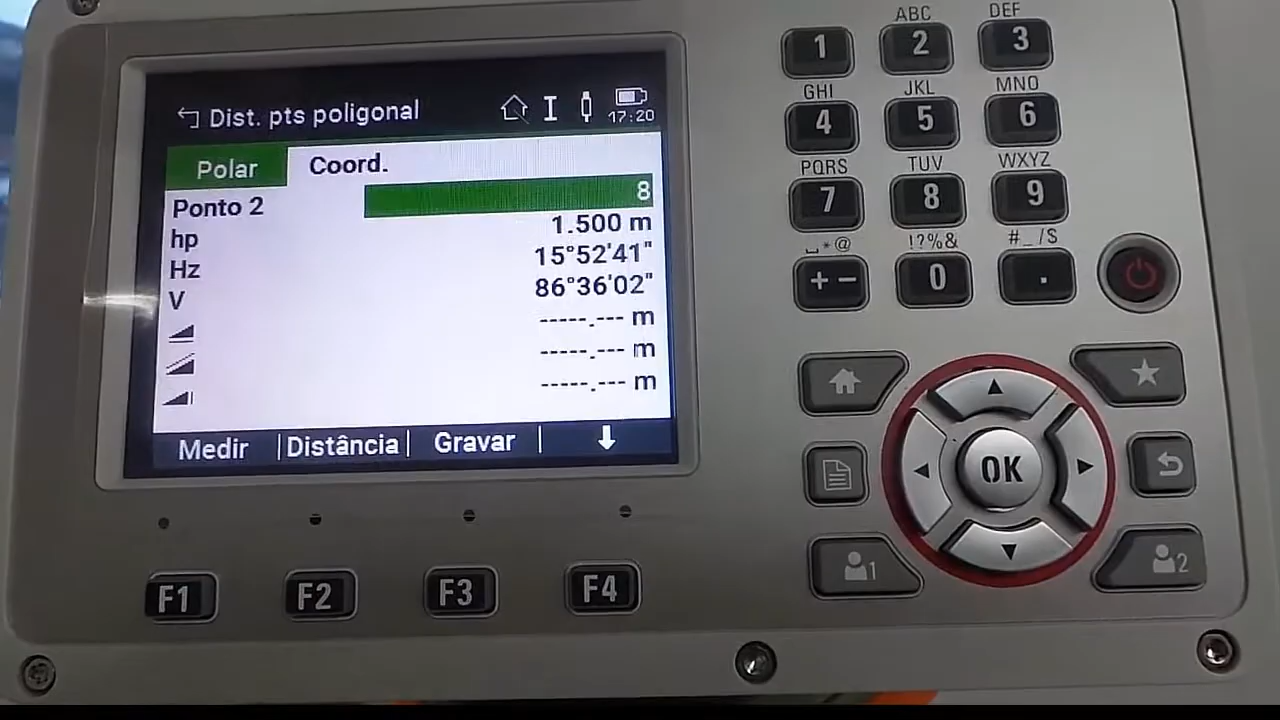 Dist. pts poligonal
17:20
Polar Coord.
Ponto 2 8
hp 1.500 m
Hz 15°52'41"
V 86°36'02"
-----.--- m
-----.--- m
-----.--- m
Medir Distância Gravar
F1 F2 F3 F4
ABC DEF
1 2 3
GHI JKL MNO
4 5 6
PQRS TUV WXYZ
7 8 9
␣*@ !?%& #_/$
+- 0 .
OK
1 2